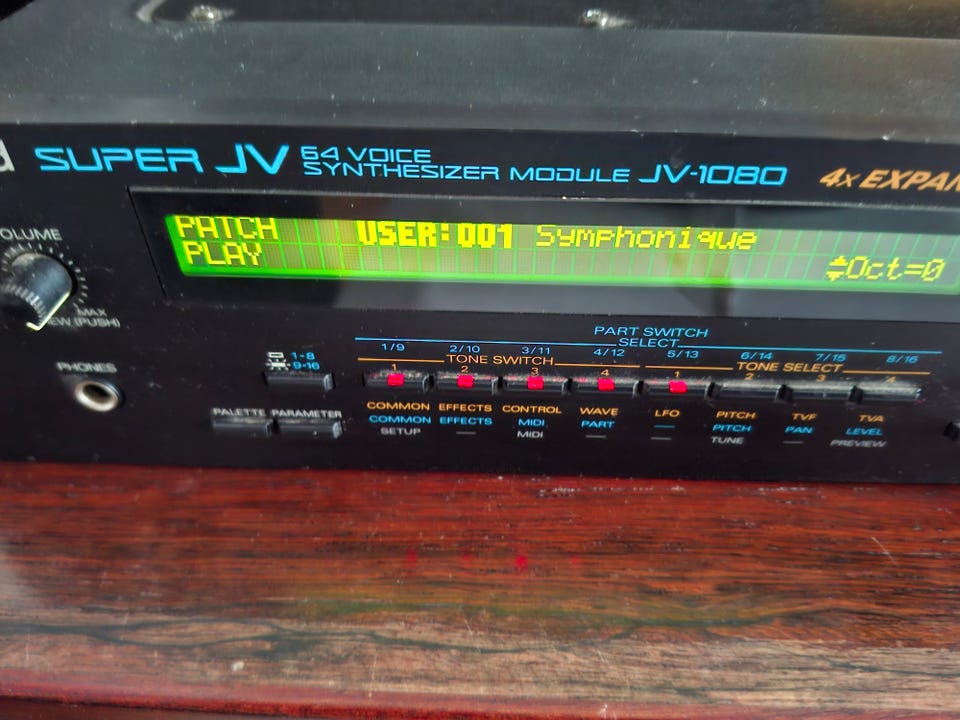 SUPER JV 64 VOICE
SYNTHESIZER MODULE JV-1080
PATCH USER:001 Symphonique
PLAY Oct=0
MAX
PHONES
PART SWITCH
SELECT
1-8
9-16
1/9 2/10 3/11 4/12 5/13 6/14 7/15 8/16
TONE SWITCH TONE SELECT
1 2 3 4 1 2 3 4
PALETTE PARAMETER
COMMON EFFECTS CONTROL WAVE LFO PITCH TVF TVA
COMMON EFFECTS MIDI PART — PITCH PAN LEVEL
SETUP — MIDI — — TUNE — PREVIEW